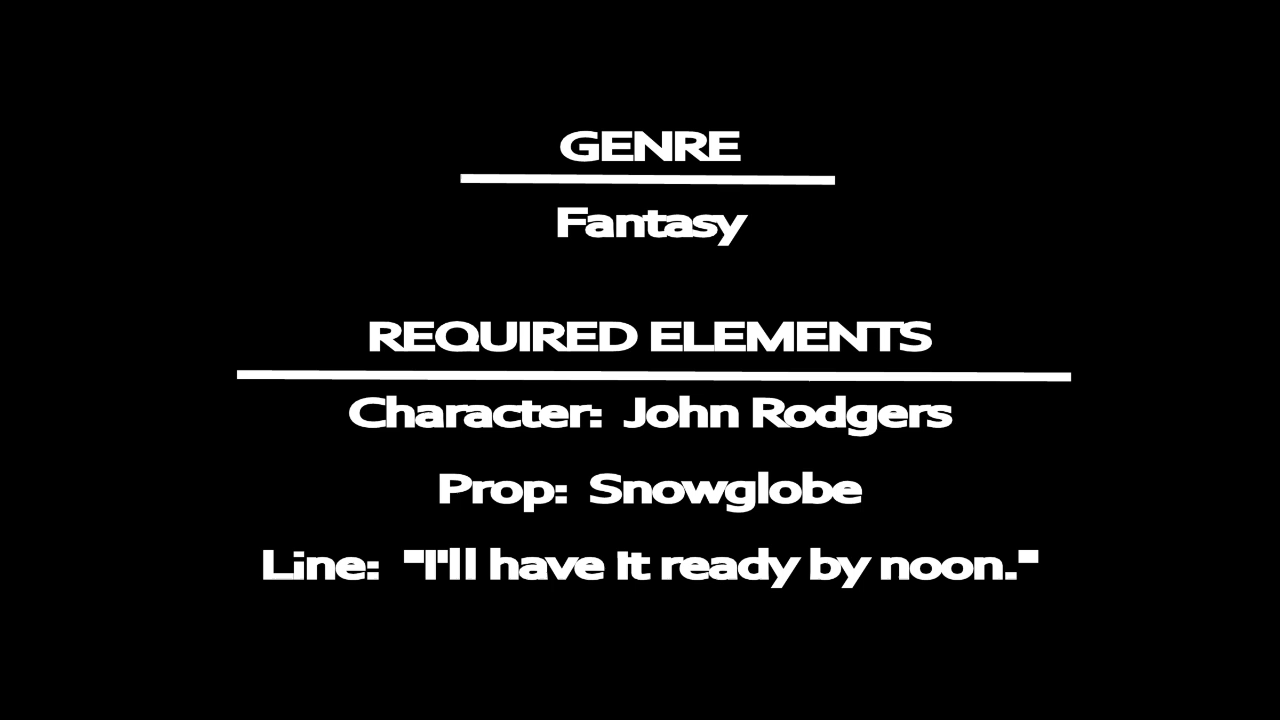 GENRE
Fantasy
REQUIRED ELEMENTS
Character: John Rodgers
Prop: Snowglobe
Line: "I'll have It ready by noon."